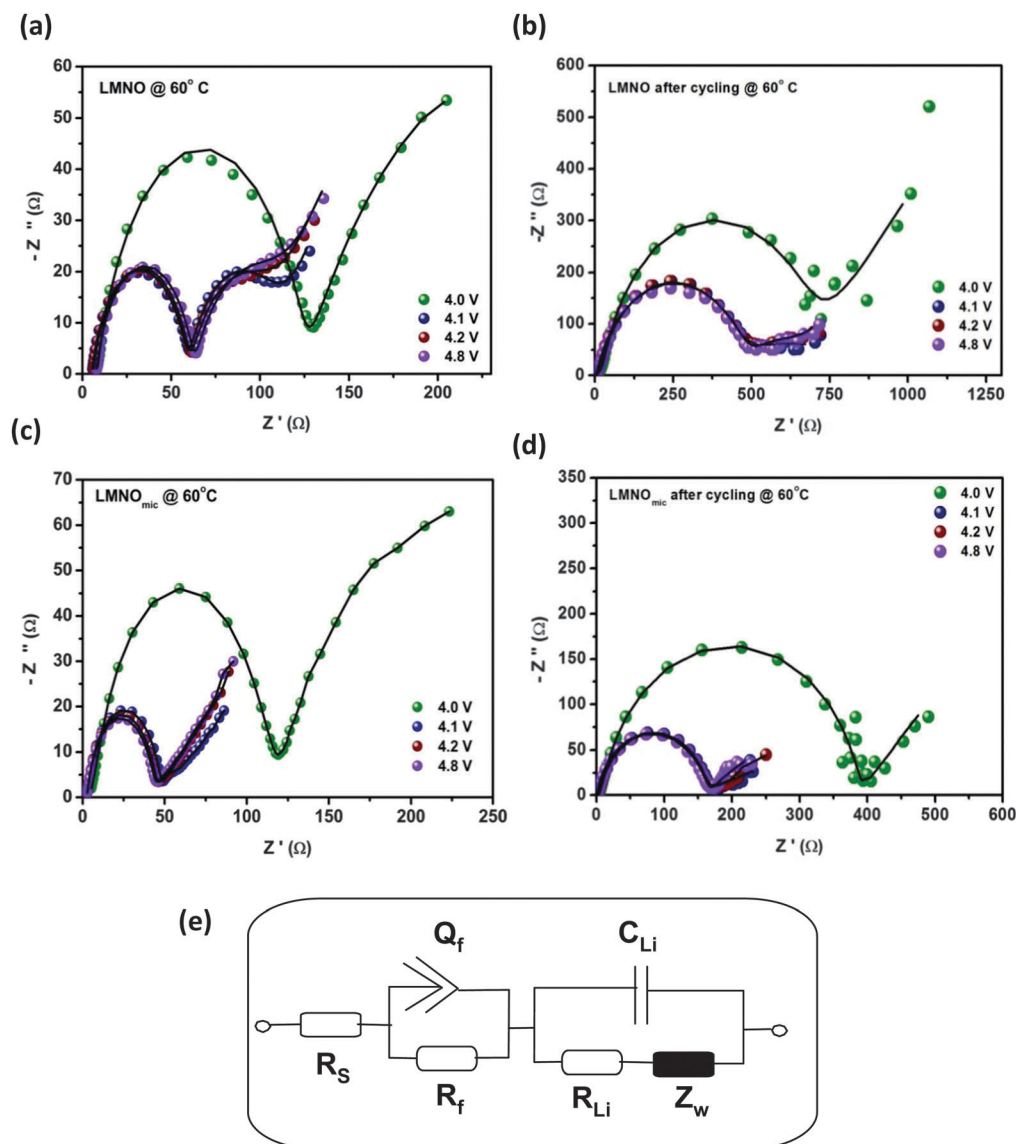 (a)
LMNO @ 60° C
- Z " (Ω)
60
50
40
30
20
10
0
4.0 V
4.1 V
4.2 V
4.8 V
0
50
100
150
200
Z ' (Ω)
(b)
LMNO after cycling @ 60° C
-Z " (Ω)
600
500
400
300
200
100
0
4.0 V
4.1 V
4.2 V
4.8 V
0
250
500
750
1000
1250
Z ' (Ω)
(c)
LMNOmic @ 60°C
- Z " (Ω)
70
60
50
40
30
20
10
0
4.0 V
4.1 V
4.2 V
4.8 V
0
50
100
150
200
250
Z ' (Ω)
(d)
LMNOmic after cycling @ 60°C
-Z " (Ω)
350
300
250
200
150
100
50
0
4.0 V
4.1 V
4.2 V
4.8 V
0
100
200
300
400
500
600
Z ' (Ω)
(e)
Qf
CLi
RS
Rf
RLi
Zw